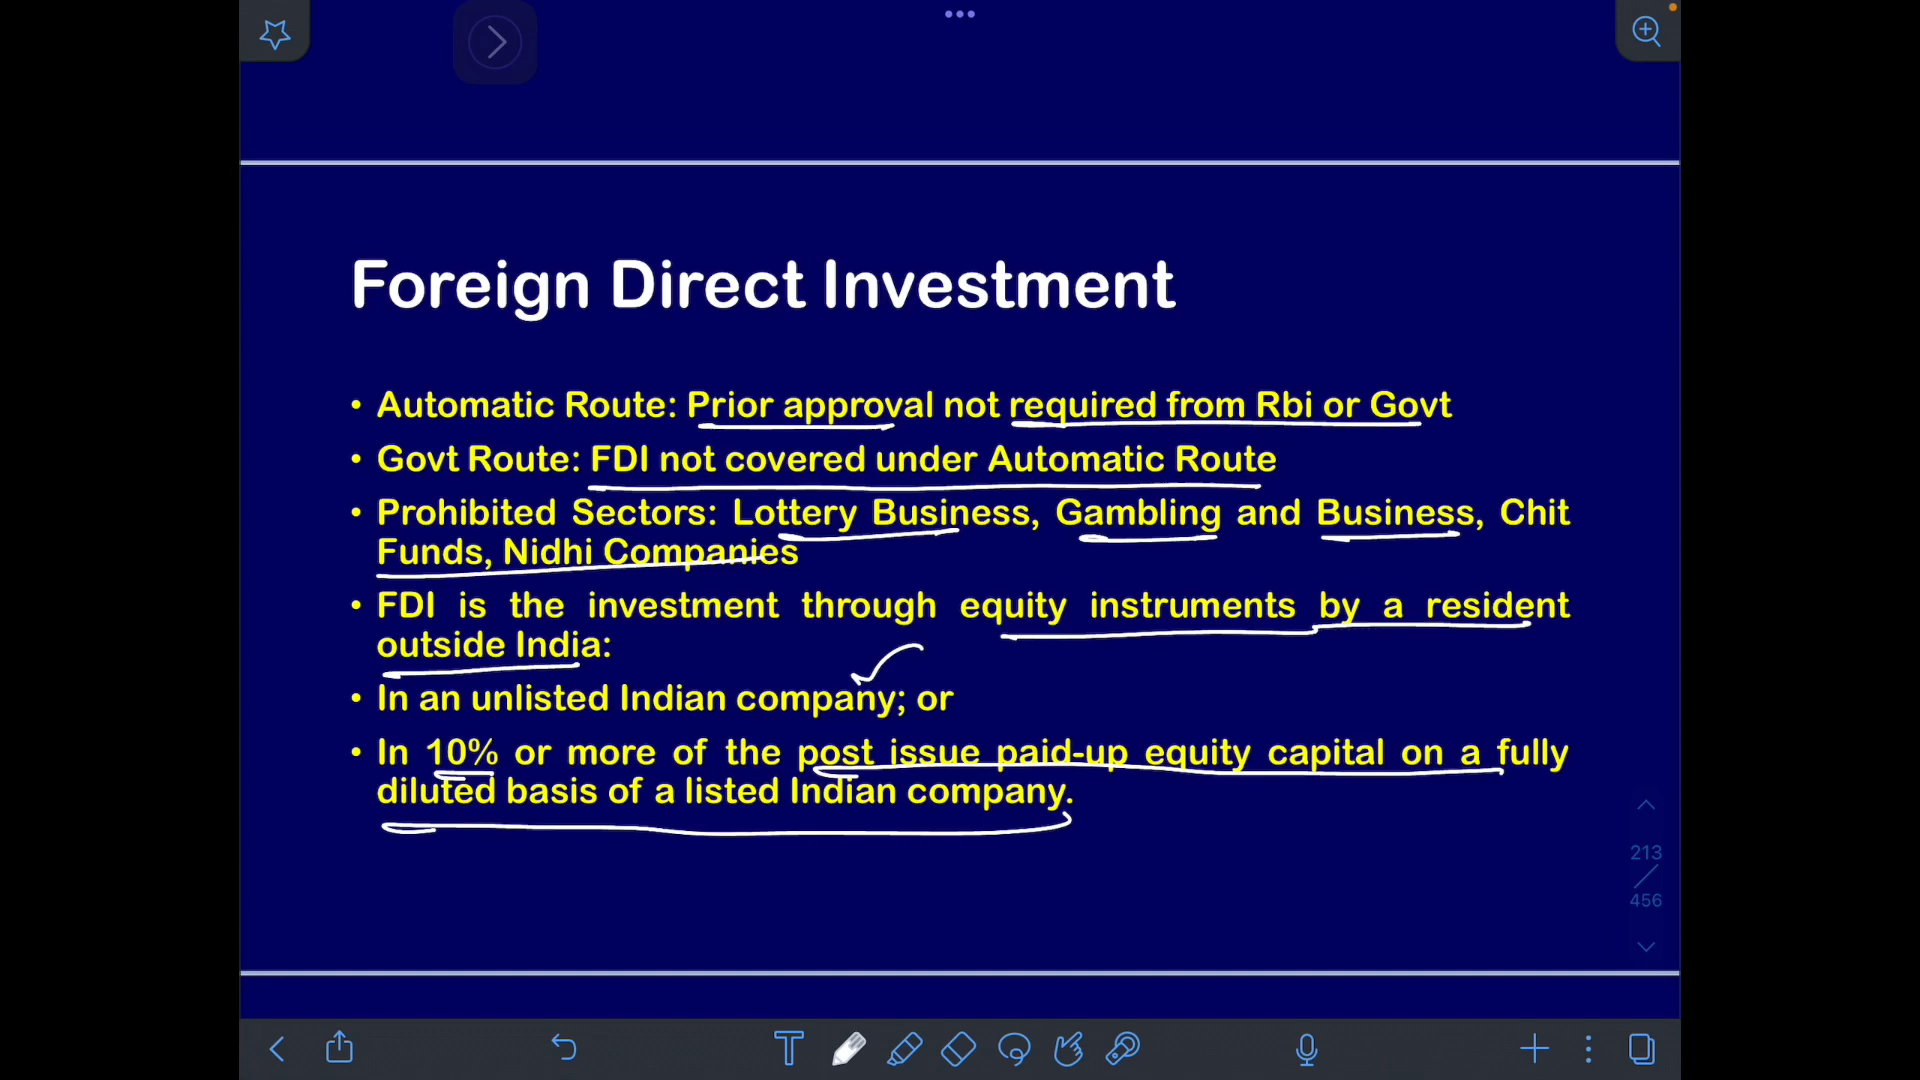 Foreign Direct Investment
• Automatic Route: Prior approval not required from Rbi or Govt
• Govt Route: FDI not covered under Automatic Route
• Prohibited Sectors: Lottery Business, Gambling and Business, Chit
Funds, Nidhi Companies
• FDI is the investment through equity instruments by a resident
outside India:
• In an unlisted Indian company; or
• In 10% or more of the post issue paid-up equity capital on a fully
diluted basis of a listed Indian company.
213
456